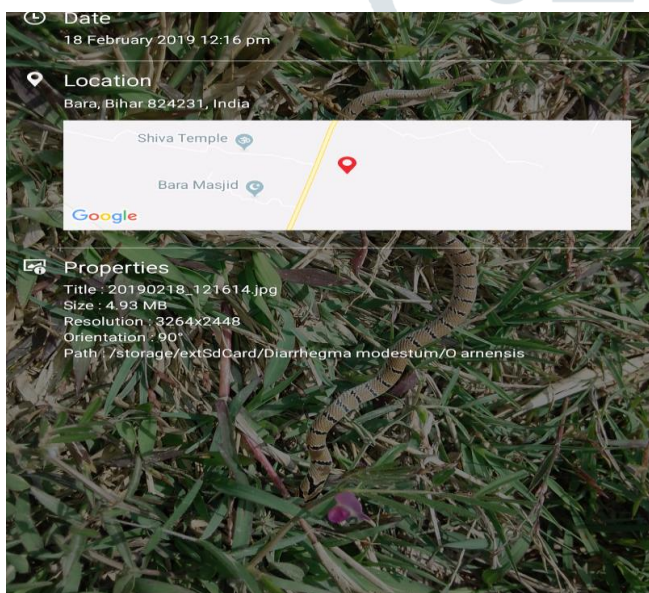 Date
18 February 2019 12:16 pm
Location
Bara, Bihar 824231, India
Shiva Temple
Bara Masjid
Google
Properties
Title : 20190218_121614.jpg
Size : 4.93 MB
Resolution : 3264x2448
Orientation : 90°
Path : /storage/extSdCard/Diarrhegma modestum/O arnensis